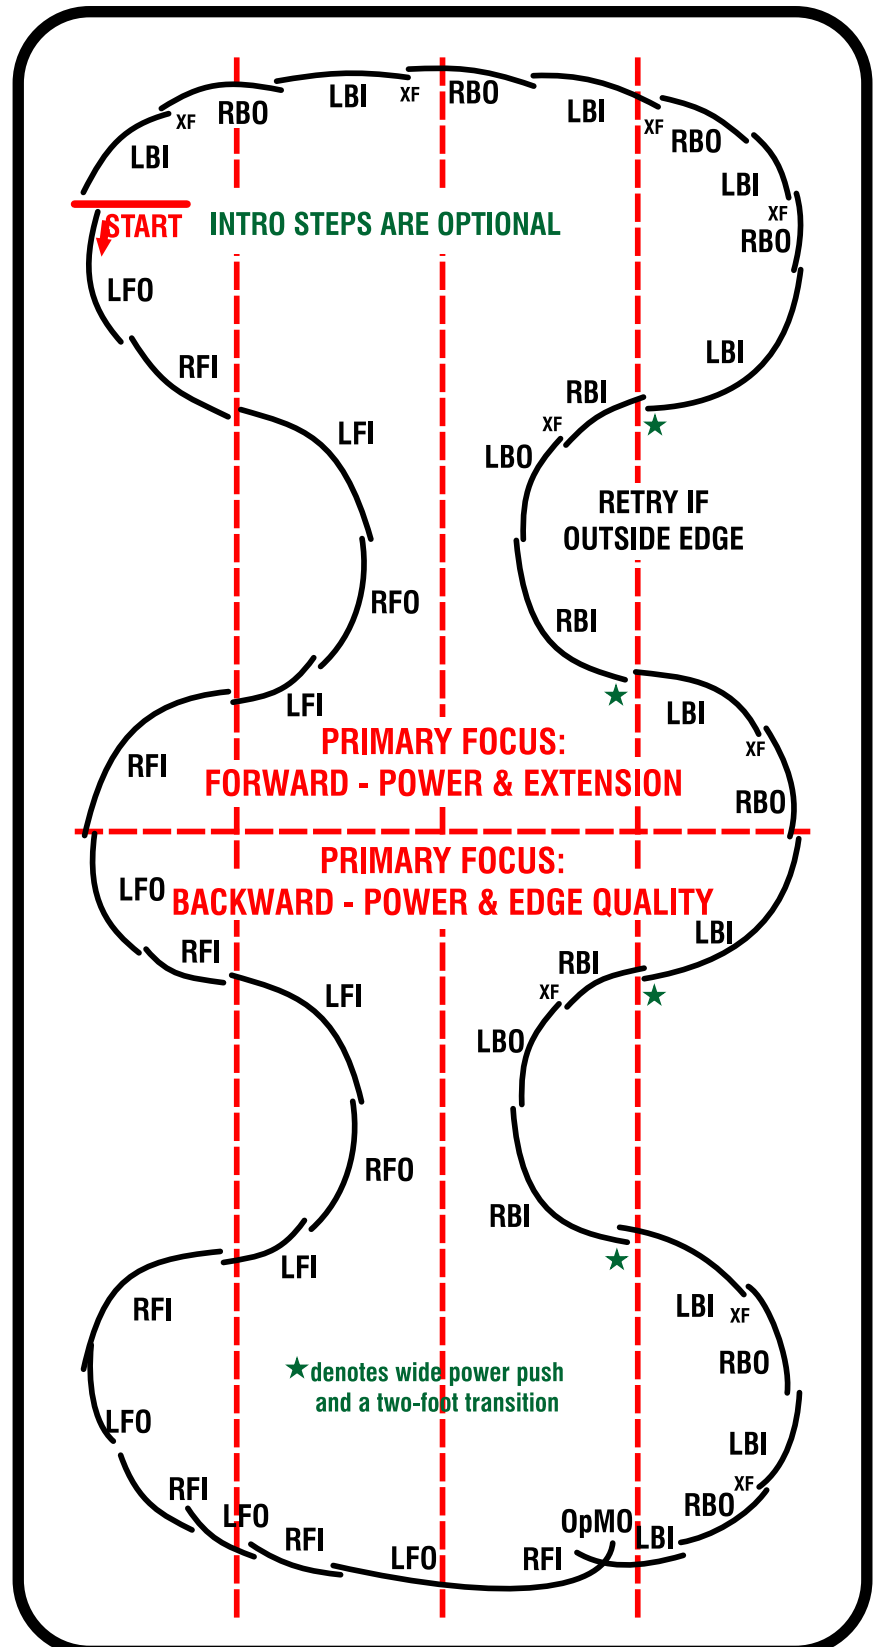 RBO
LBI
XF
RBO
LBI
XF
RBO
XF
LBI
LBI
XF
RBO
START
INTRO STEPS ARE OPTIONAL
LFO
LBI
RFI
RBI
XF
LBO
LFI
RETRY IF
OUTSIDE EDGE
RFO
RBI
LFI
LBI
XF
PRIMARY FOCUS:
FORWARD - POWER & EXTENSION
RFI
RBO
PRIMARY FOCUS:
BACKWARD - POWER & EDGE QUALITY
LFO
RFI
LBI
RBI
XF
LFI
LBO
RFO
RBI
LFI
RFI
LBI
XF
RBO
denotes wide power push
and a two-foot transition
LFO
LBI
XF
RFI
RBO
LFO
OpMO
RFI
LBI
LFO
RFI